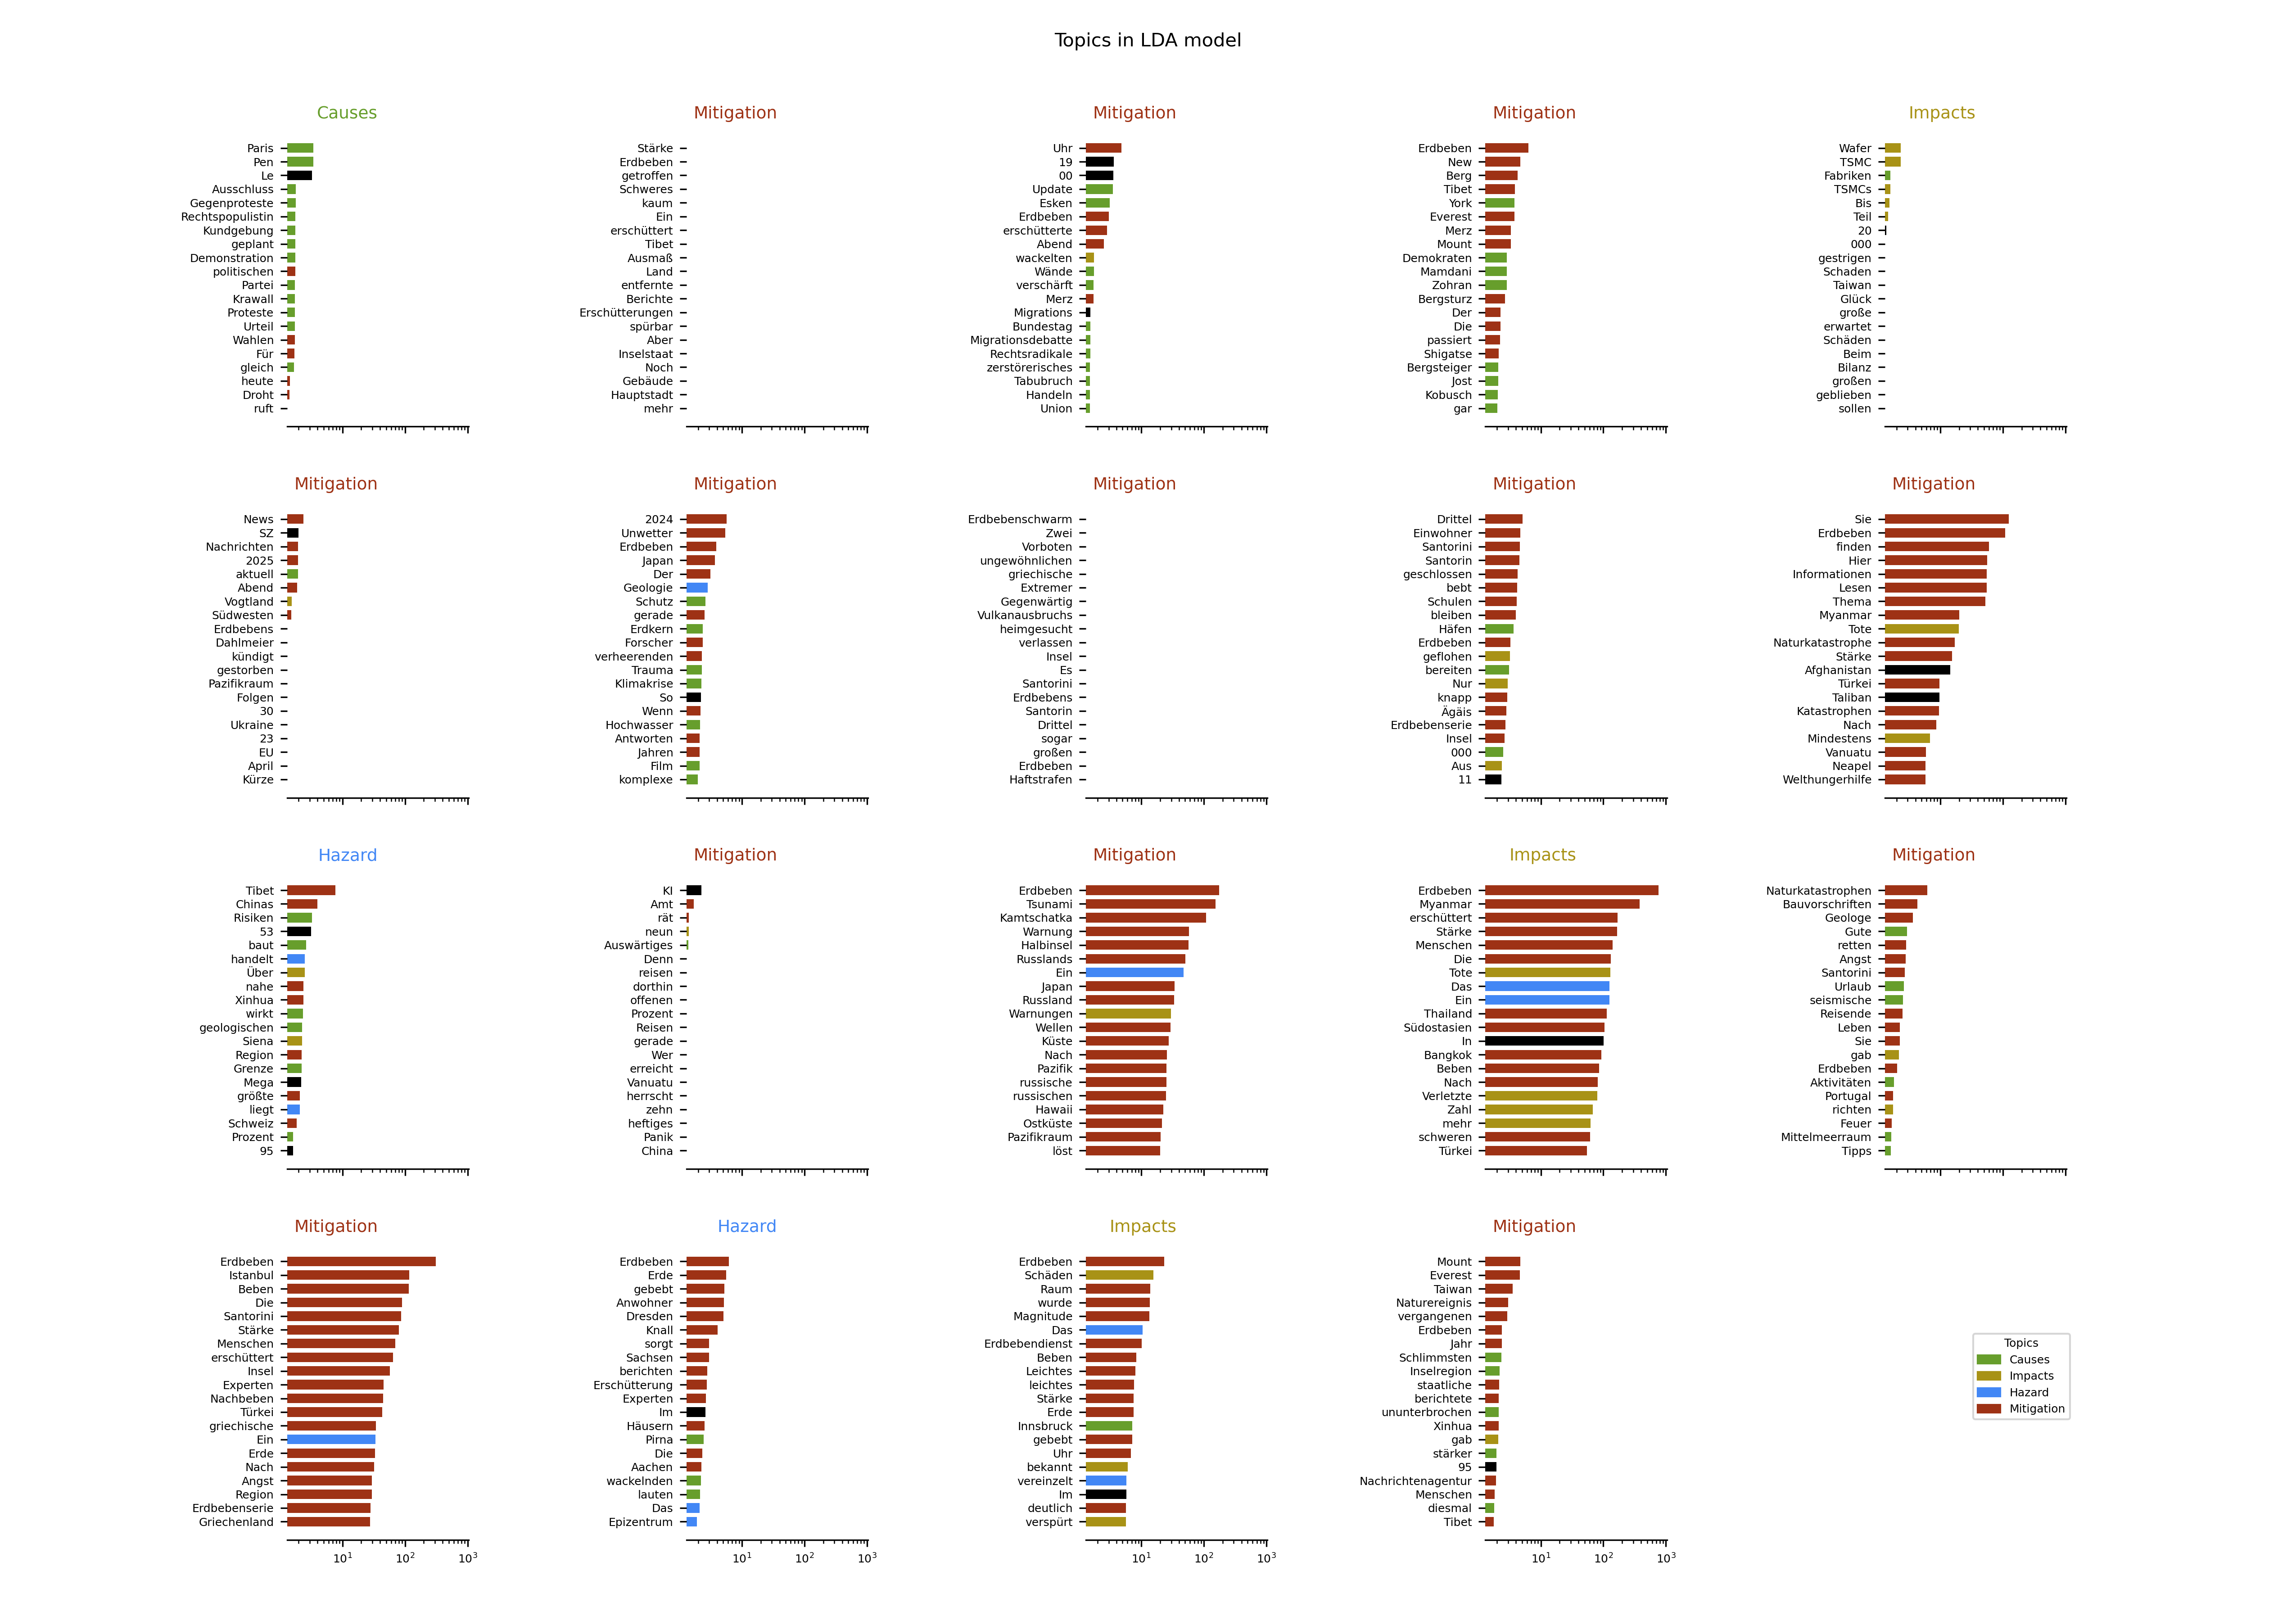 Topics in LDA model
Causes
Paris
Pen
Le
Ausschluss
Gegenproteste
Rechtspopulistin
Kundgebung
geplant
Demonstration
politischen
Partei
Krawall
Proteste
Urteil
Wahlen
Für
gleich
heute
Droht
ruft
Mitigation
Stärke
Erdbeben
getroffen
Schweres
kaum
Ein
erschüttert
Tibet
Ausmaß
Land
entfernte
Berichte
Erschütterungen
spürbar
Aber
Inselstaat
Noch
Gebäude
Hauptstadt
mehr
Mitigation
Uhr
19
00
Update
Esken
Erdbeben
erschütterte
Abend
wackelten
Wände
verschärft
Merz
Migrations
Bundestag
Migrationsdebatte
Rechtsradikale
zerstörerisches
Tabubruch
Handeln
Union
Mitigation
Erdbeben
New
Berg
Tibet
York
Everest
Merz
Mount
Demokraten
Mamdani
Zohran
Bergsturz
Der
Die
passiert
Shigatse
Bergsteiger
Jost
Kobusch
gar
Impacts
Wafer
TSMC
Fabriken
TSMCs
Bis
Teil
20
000
gestrigen
Schaden
Taiwan
Glück
große
erwartet
Schäden
Beim
Bilanz
großen
geblieben
sollen
Mitigation
News
SZ
Nachrichten
2025
aktuell
Abend
Vogtland
Südwesten
Erdbebens
Dahlmeier
kündigt
gestorben
Pazifikraum
Folgen
30
Ukraine
23
EU
April
Kürze
Mitigation
2024
Unwetter
Erdbeben
Japan
Der
Geologie
Schutz
gerade
Erdkern
Forscher
verheerenden
Trauma
Klimakrise
So
Wenn
Hochwasser
Antworten
Jahren
Film
komplexe
Mitigation
Erdbebenschwarm
Zwei
Vorboten
ungewöhnlichen
griechische
Extremer
Gegenwärtig
Vulkanausbruchs
heimgesucht
verlassen
Insel
Es
Santorini
Erdbebens
Santorin
Drittel
sogar
großen
Erdbeben
Haftstrafen
Mitigation
Drittel
Einwohner
Santorini
Santorin
geschlossen
bebt
Schulen
bleiben
Häfen
Erdbeben
geflohen
bereiten
Nur
knapp
Ägäis
Erdbebenserie
Insel
000
Aus
11
Mitigation
Sie
Erdbeben
finden
Hier
Informationen
Lesen
Thema
Myanmar
Tote
Naturkatastrophe
Stärke
Afghanistan
Türkei
Taliban
Katastrophen
Nach
Mindestens
Vanuatu
Neapel
Welthungerhilfe
Hazard
Tibet
Chinas
Risiken
53
baut
handelt
Über
nahe
Xinhua
wirkt
geologischen
Siena
Region
Grenze
Mega
größte
liegt
Schweiz
Prozent
95
Mitigation
KI
Amt
rät
neun
Auswärtiges
Denn
reisen
dorthin
offenen
Prozent
Reisen
gerade
Wer
erreicht
Vanuatu
herrscht
zehn
heftiges
Panik
China
Mitigation
Erdbeben
Tsunami
Kamtschatka
Warnung
Halbinsel
Russlands
Ein
Japan
Russland
Warnungen
Wellen
Küste
Nach
Pazifik
russische
russischen
Hawaii
Ostküste
Pazifikraum
löst
Impacts
Erdbeben
Myanmar
erschüttert
Stärke
Menschen
Die
Tote
Das
Ein
Thailand
Südostasien
In
Bangkok
Beben
Nach
Verletzte
Zahl
mehr
schweren
Türkei
Mitigation
Naturkatastrophen
Bauvorschriften
Geologe
Gute
retten
Angst
Santorini
Urlaub
seismische
Reisende
Leben
Sie
gab
Erdbeben
Aktivitäten
Portugal
richten
Feuer
Mittelmeerraum
Tipps
Mitigation
Erdbeben
Istanbul
Beben
Die
Santorini
Stärke
Menschen
erschüttert
Insel
Experten
Nachbeben
Türkei
griechische
Ein
Erde
Nach
Angst
Region
Erdbebenserie
Griechenland
10¹ 10² 10³
Hazard
Erdbeben
Erde
gebebt
Anwohner
Dresden
Knall
sorgt
Sachsen
berichten
Erschütterung
Experten
Im
Häusern
Pirna
Die
Aachen
wackelnden
lauten
Das
Epizentrum
10¹ 10² 10³
Impacts
Erdbeben
Schäden
Raum
wurde
Magnitude
Das
Erdbebendienst
Beben
Leichtes
leichtes
Stärke
Erde
Innsbruck
gebebt
Uhr
bekannt
vereinzelt
Im
deutlich
verspürt
10¹ 10² 10³
Mitigation
Mount
Everest
Taiwan
Naturereignis
vergangenen
Erdbeben
Jahr
Schlimmsten
Inselregion
staatliche
berichtete
ununterbrochen
Xinhua
gab
stärker
95
Nachrichtenagentur
Menschen
diesmal
Tibet
10¹ 10² 10³
Topics
Causes
Impacts
Hazard
Mitigation